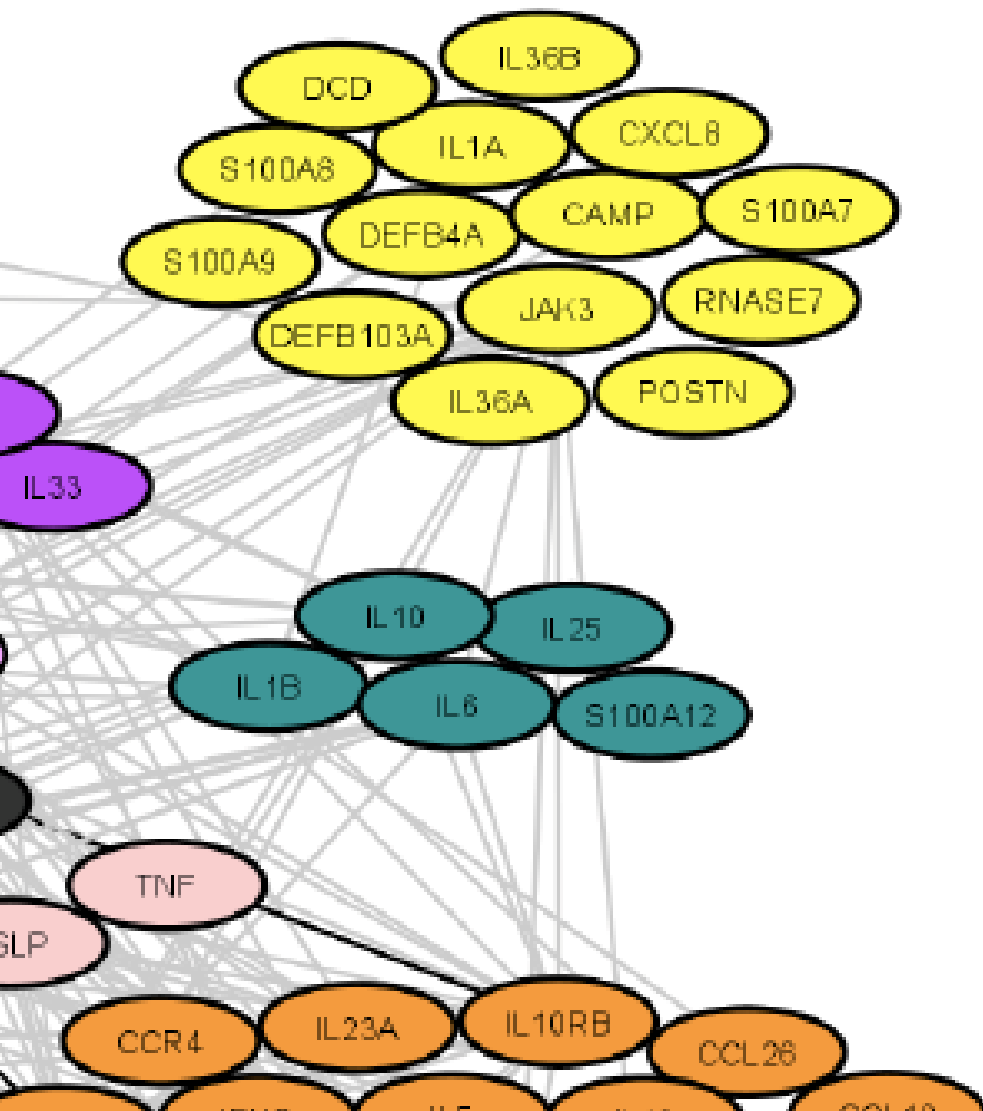 IL36B
DCD
CXCL8
IL1A
S100A8
S100A7
CAMP
DEFB4A
S100A9
RNASE7
JAK3
DEFB103A
POSTN
IL36A
IL33
IL10
IL25
IL1B
IL6
S100A12
TNF
SLP
IL10RB
IL23A
CCR4
CCL26